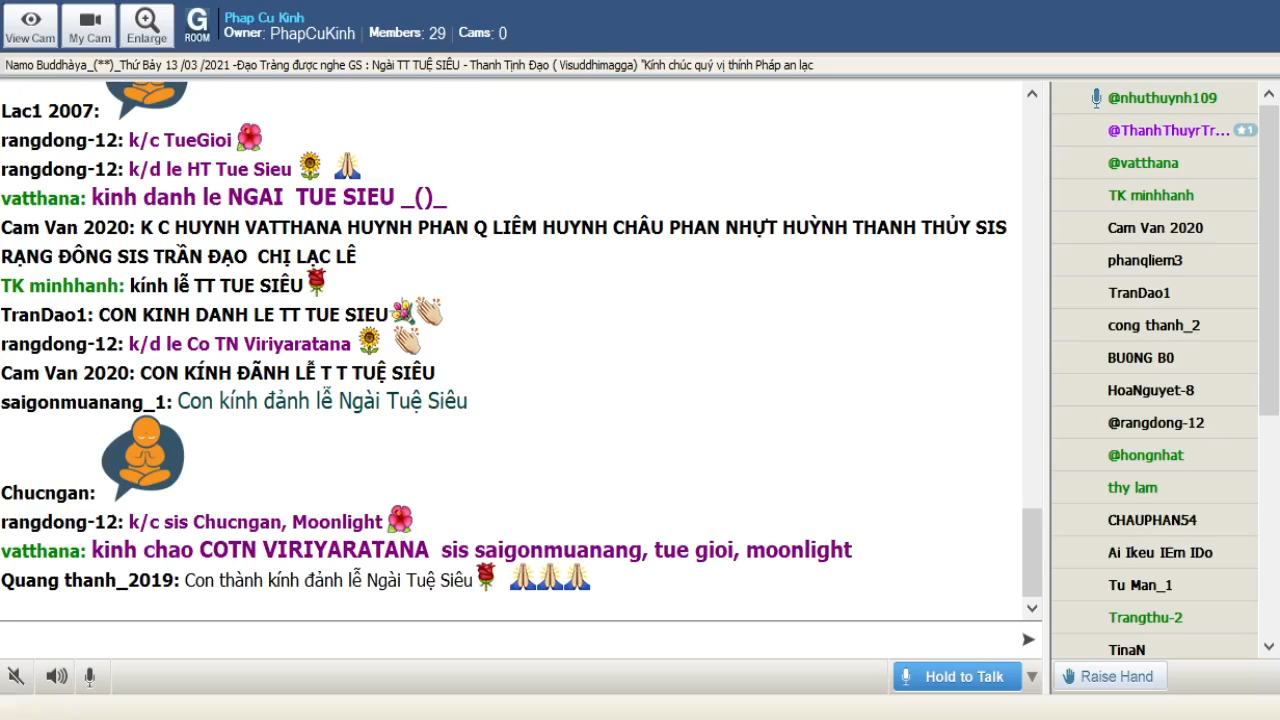 View Cam
My Cam
Enlarge
G
ROOM
Phap Cu Kinh
Owner: PhapCuKinh | Members: 29 | Cams: 0
Namo Buddhàya_(**)_Thứ Bảy 13 /03 /2021 -Đạo Tràng được nghe GS : Ngài TT TUỆ SIÊU - Thanh Tịnh Đạo ( Visuddhimagga) "Kính chúc quý vị thính Pháp an lạc
Lac1 2007:
rangdong-12: k/c TueGioi
rangdong-12: k/d le HT Tue Sieu
vatthana: kinh danh le NGAI TUE SIEU _()_
Cam Van 2020: K C HUYNH VATTHANA HUYNH PHAN Q LIÊM HUYNH CHÂU PHAN NHỰT HUỲNH THANH THỦY SIS
RẠNG ĐÔNG SIS TRẦN ĐẠO CHỊ LẠC LÊ
TK minhhanh: kính lễ TT TUE SIÊU
TranDao1: CON KINH DANH LE TT TUE SIEU
rangdong-12: k/d le Co TN Viriyaratana
Cam Van 2020: CON KÍNH ĐÃNH LỄ T T TUỆ SIÊU
saigonmuanang_1: Con kính đảnh lễ Ngài Tuệ Siêu
Chucngan:
rangdong-12: k/c sis Chucngan, Moonlight
vatthana: kinh chao COTN VIRIYARATANA sis saigonmuanang, tue gioi, moonlight
Quang thanh_2019: Con thành kính đảnh lễ Ngài Tuệ Siêu
Hold to Talk
@nhuthuynh109
@ThanhThuyrTr... ★1
@vatthana
TK minhhanh
Cam Van 2020
phanqliem3
TranDao1
cong thanh_2
BU0NG B0
HoaNguyet-8
@rangdong-12
@hongnhat
thy lam
CHAUPHAN54
Ai Ikeu IEm IDo
Tu Man_1
Trangthu-2
TinaN
Raise Hand